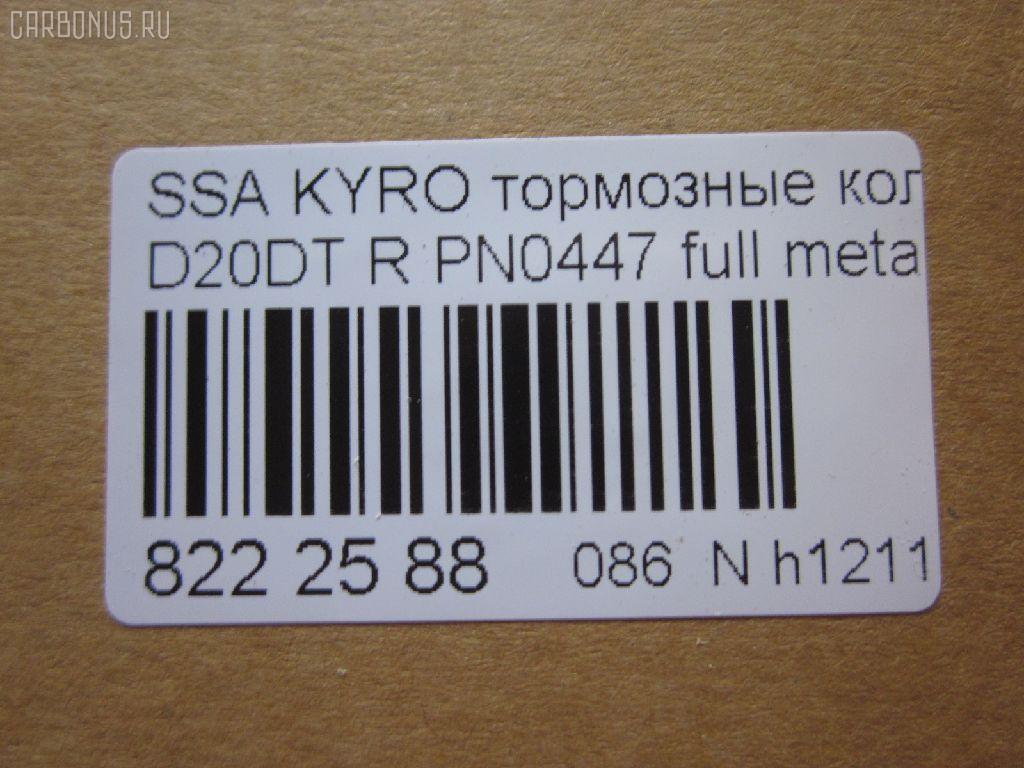 CARBONUS.RU
SSA KYRO тормозные кол
D20DT R PN0447 full meta
822 25 88 086 N h1211